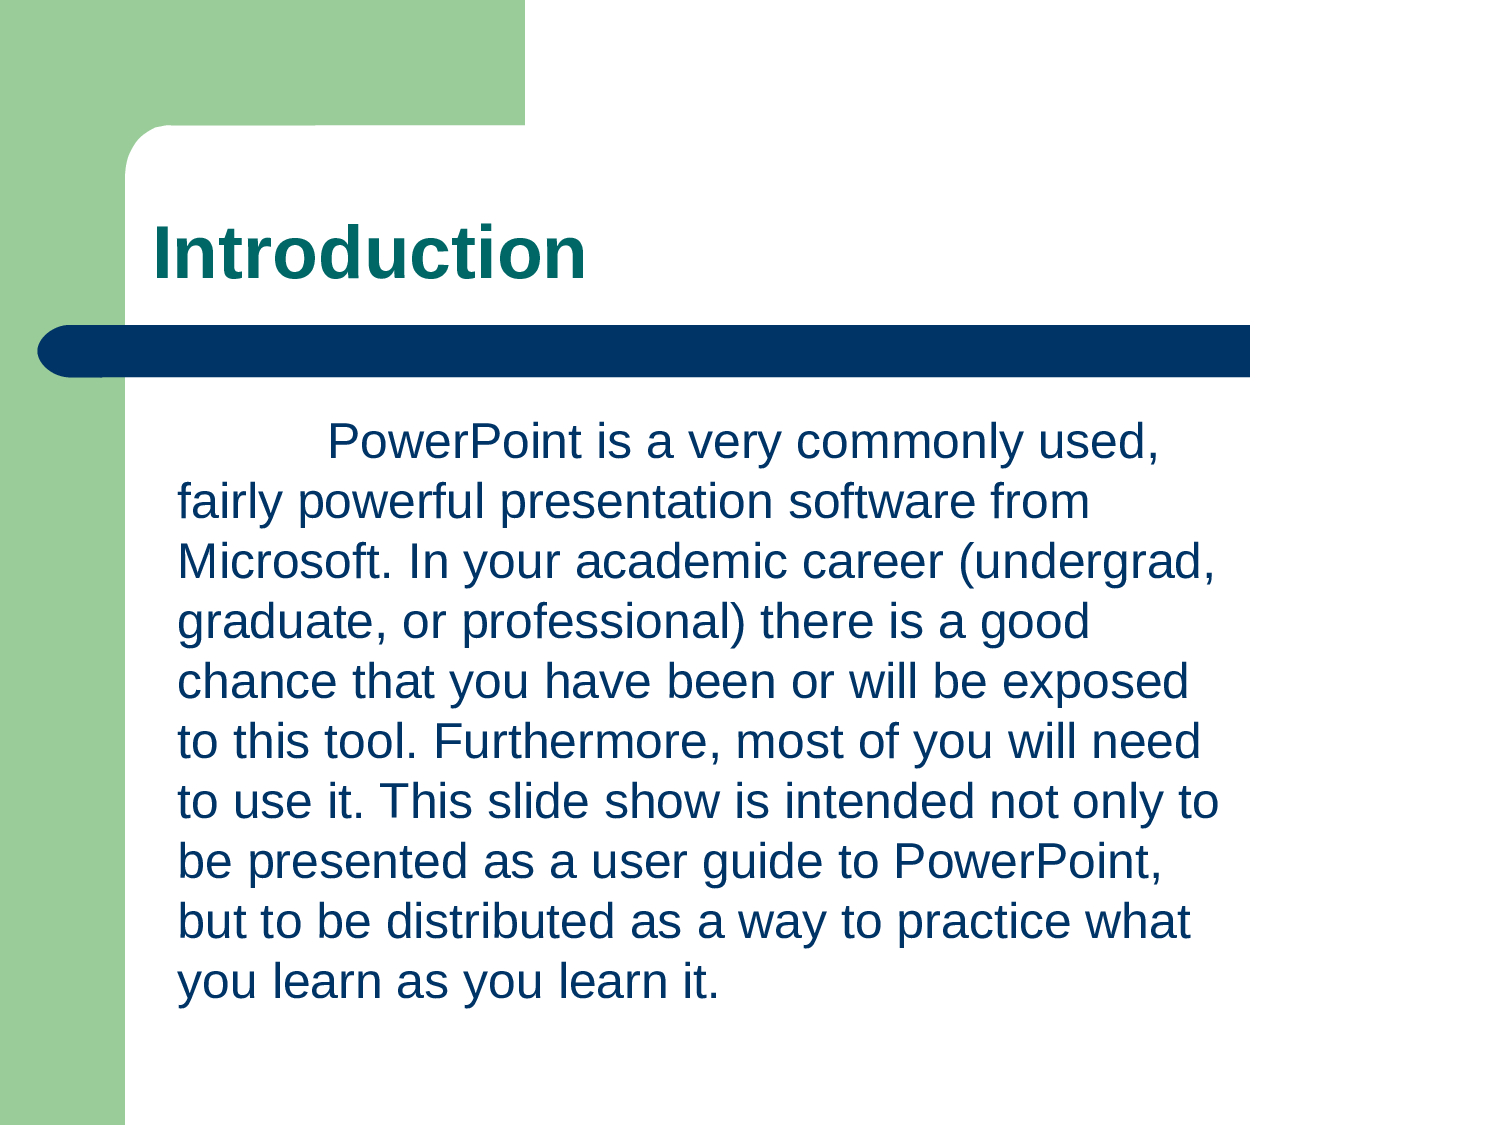 Introduction
PowerPoint is a very commonly used,
fairly powerful presentation software from
Microsoft. In your academic career (undergrad,
graduate, or professional) there is a good
chance that you have been or will be exposed
to this tool. Furthermore, most of you will need
to use it. This slide show is intended not only to
be presented as a user guide to PowerPoint,
but to be distributed as a way to practice what
you learn as you learn it.